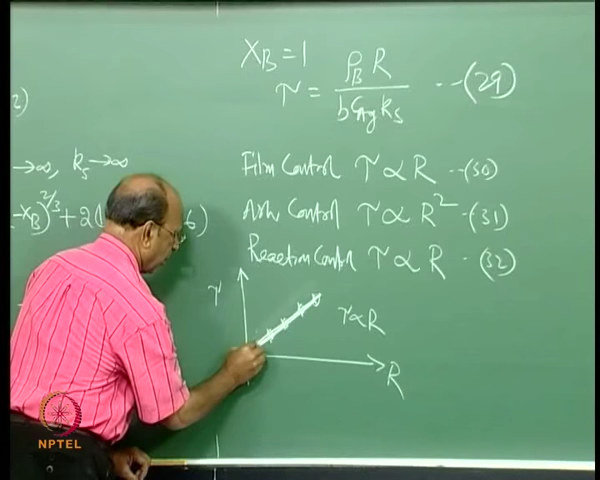 X_B = 1
τ = ρ_B R / b C_Ag k_s --- (29)
2)
→∞, k_s →∞
-X_B)^{2/3} + 2(1 6)
Film Control τ ∝ R --- (30)
Ash Control τ ∝ R^2 - (31)
Reaction Control τ ∝ R - (32)
τ
τ ∝ R
R
NPTEL